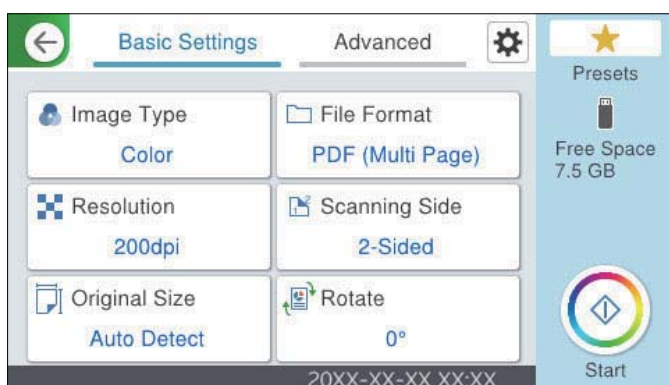 Basic Settings
Advanced
Presets
Image Type
Color
File Format
PDF (Multi Page)
Free Space
7.5 GB
Resolution
200dpi
Scanning Side
2-Sided
Original Size
Auto Detect
Rotate
0°
Start
20XX-XX-XX XX:XX